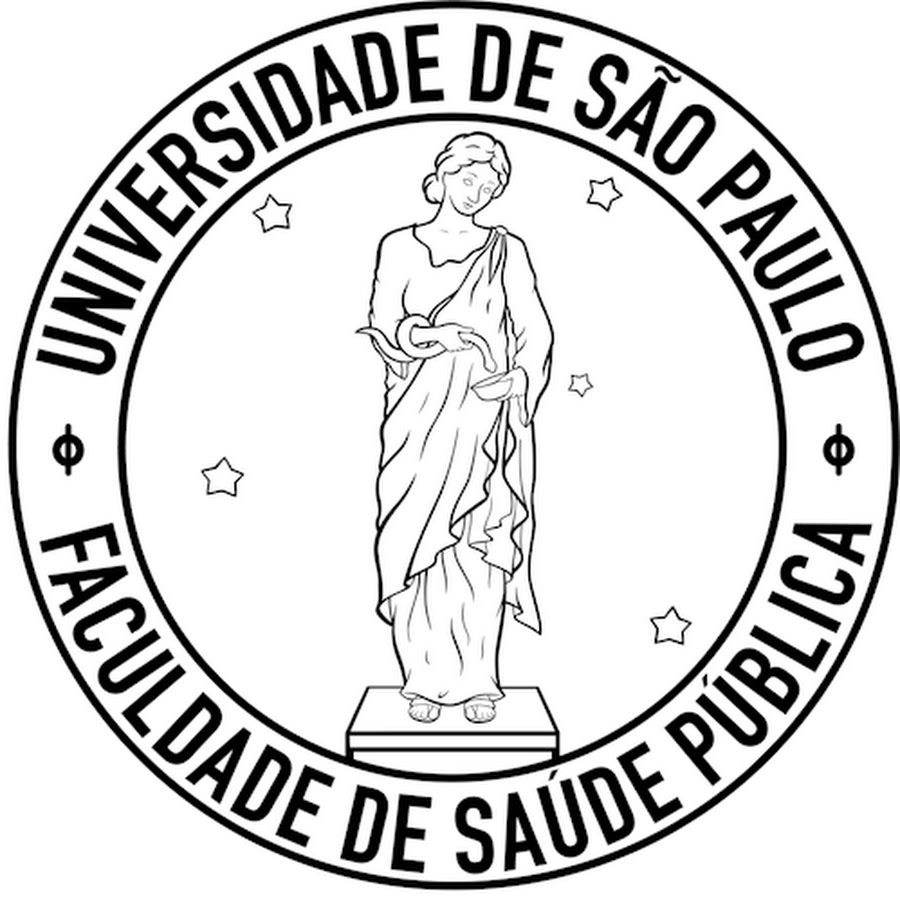 UNIVERSIDADE DE SÃO PAULO
FACULDADE DE SAÚDE PÚBLICA